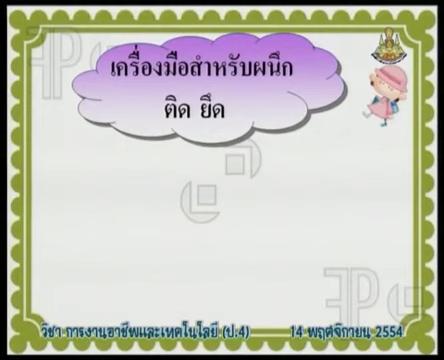 เครื่องมือสำหรับผนึก
ติด ยึด
วิชา การงานอาชีพและเทคโนโลยี (ป.4) 14 พฤศจิกายน 2554